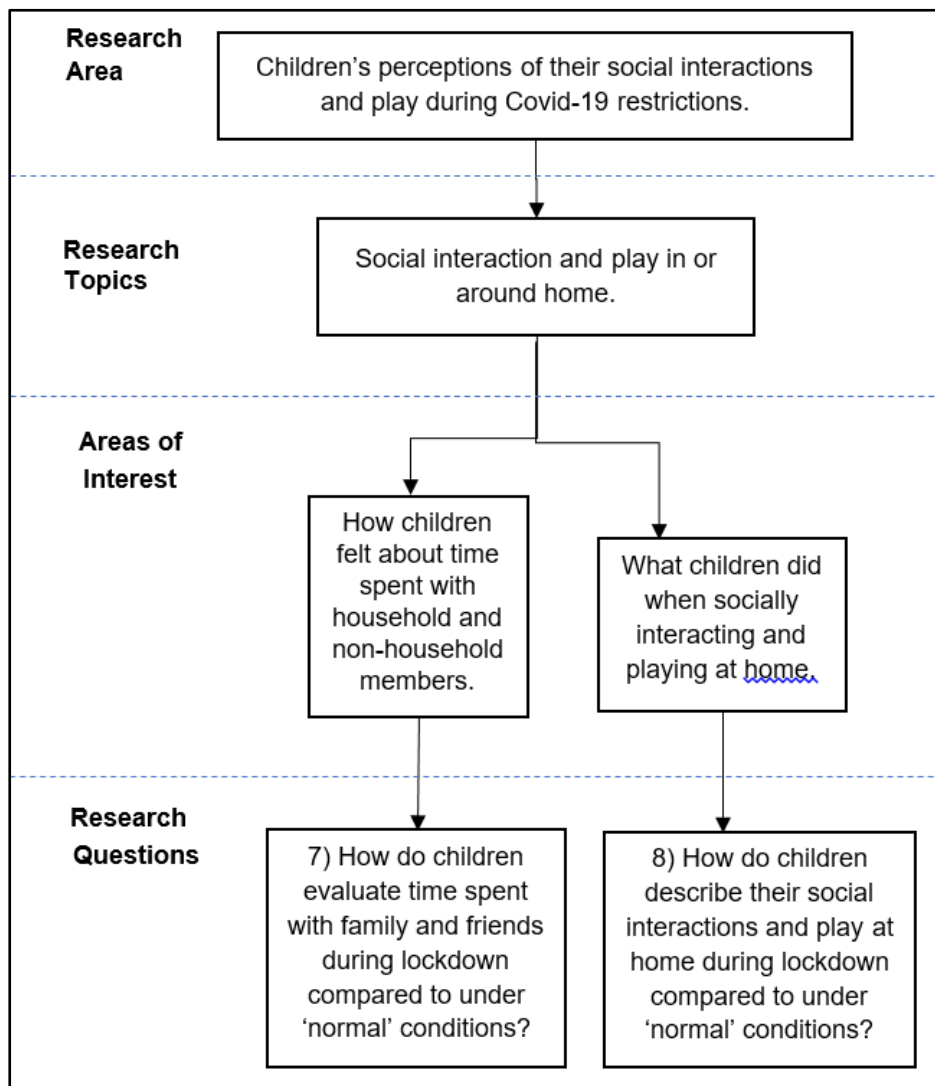 Research
Area
Children’s perceptions of their social interactions
and play during Covid-19 restrictions.
Research
Topics
Social interaction and play in or
around home.
Areas of
Interest
How children
felt about time
spent with
household and
non-household
members.
What children did
when socially
interacting and
playing at home.
Research
Questions
7) How do children
evaluate time spent
with family and friends
during lockdown
compared to under
‘normal’ conditions?
8) How do children
describe their social
interactions and play at
home during lockdown
compared to under
‘normal’ conditions?